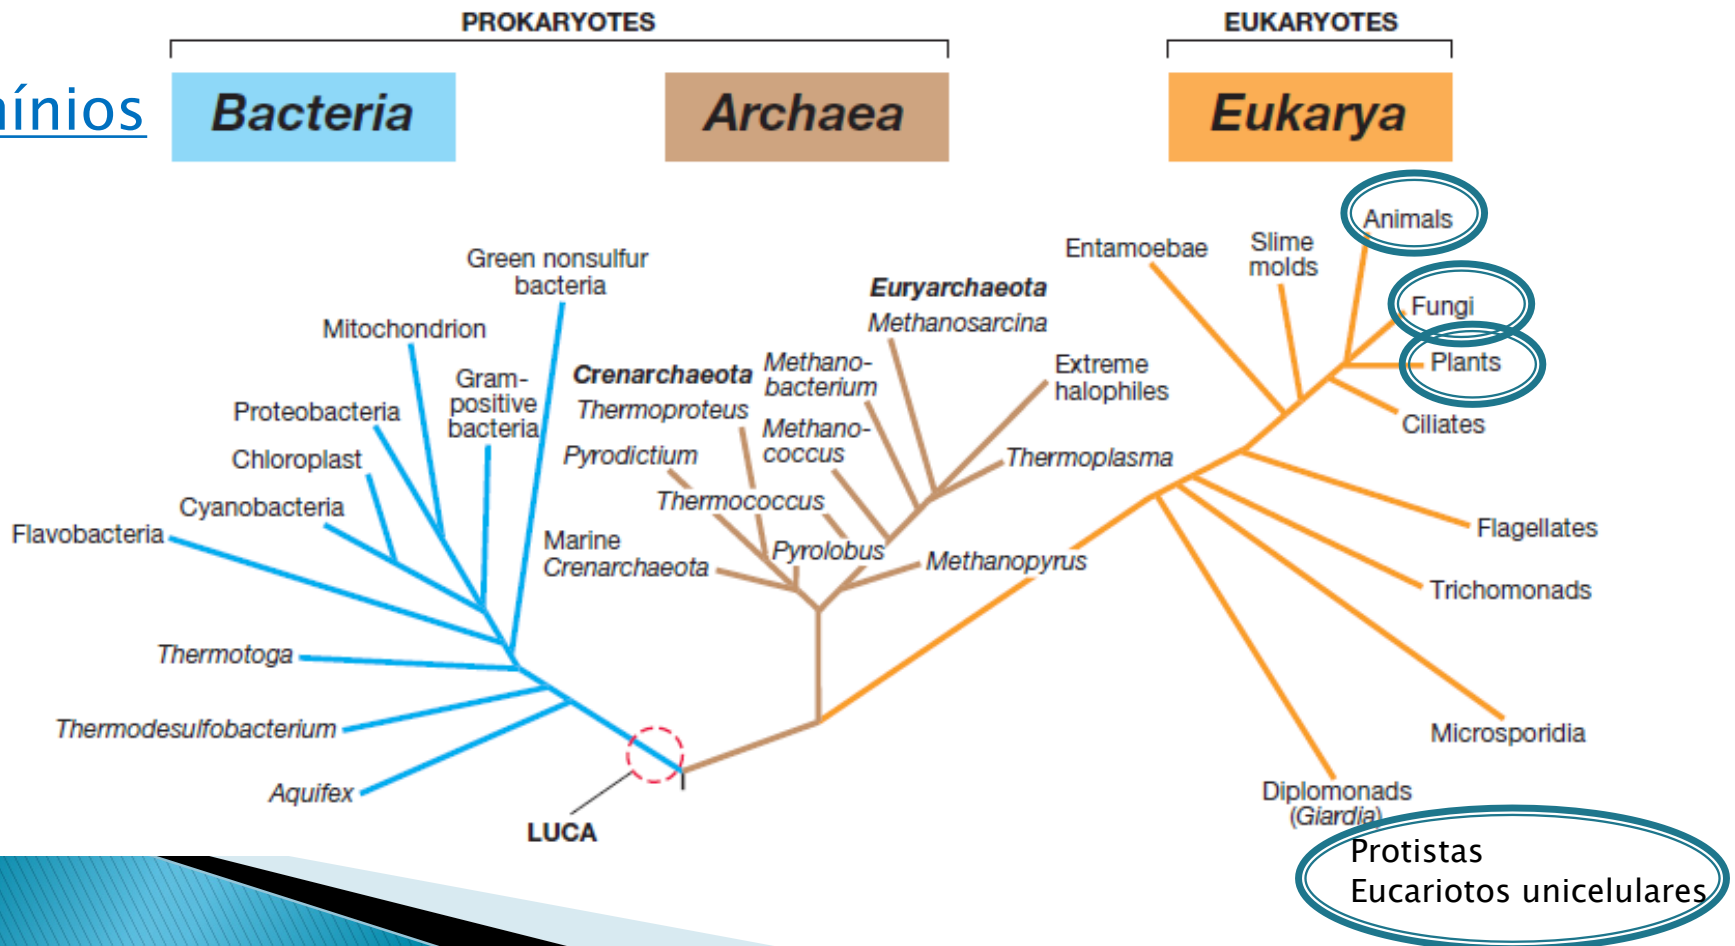 PROKARYOTES
EUKARYOTES
mínios
Bacteria
Archaea
Eukarya
Green nonsulfur
bacteria
Mitochondrion
Gram-
positive
bacteria
Proteobacteria
Chloroplast
Cyanobacteria
Flavobacteria
Thermotoga
Thermodesulfobacterium
Aquifex
LUCA
Crenarchaeota
Thermoproteus
Pyrodictium
Thermococcus
Marine
Crenarchaeota
Pyrolobus
Euryarchaeota
Methanosarcina
Methano-
bacterium
Methano-
coccus
Extreme
halophiles
Thermoplasma
Methanopyrus
Entamoebae
Slime
molds
Animals
Fungi
Plants
Ciliates
Flagellates
Trichomonads
Microsporidia
Diplomonads
(Giardia)
Protistas
Eucariotos unicelulares